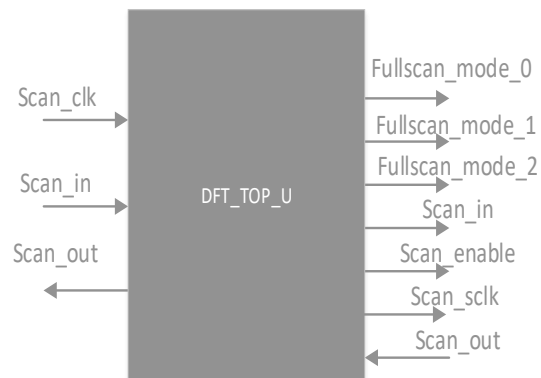 Scan_clk
Scan_in
Scan_out
DFT_TOP_U
Fullscan_mode_0
Fullscan_mode_1
Fullscan_mode_2
Scan_in
Scan_enable
Scan_sclk
Scan_out